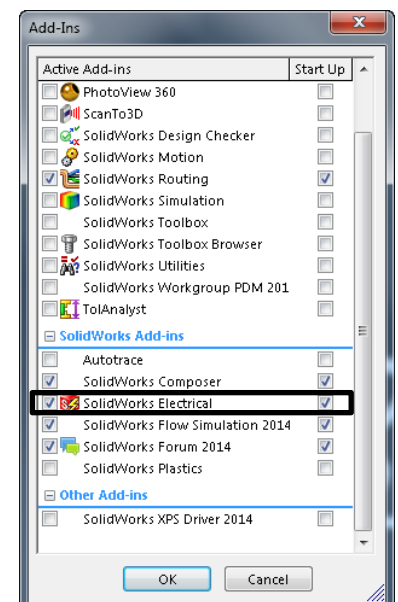 Add-Ins
Active Add-ins Start Up
PhotoView 360
ScanTo3D
SolidWorks Design Checker
SolidWorks Motion
SolidWorks Routing
SolidWorks Simulation
SolidWorks Toolbox
SolidWorks Toolbox Browser
SolidWorks Utilities
SolidWorks Workgroup PDM 201
TolAnalyst
SolidWorks Add-ins
Autotrace
SolidWorks Composer
SolidWorks Electrical
SolidWorks Flow Simulation 2014
SolidWorks Forum 2014
SolidWorks Plastics
Other Add-ins
SolidWorks XPS Driver 2014
OK Cancel